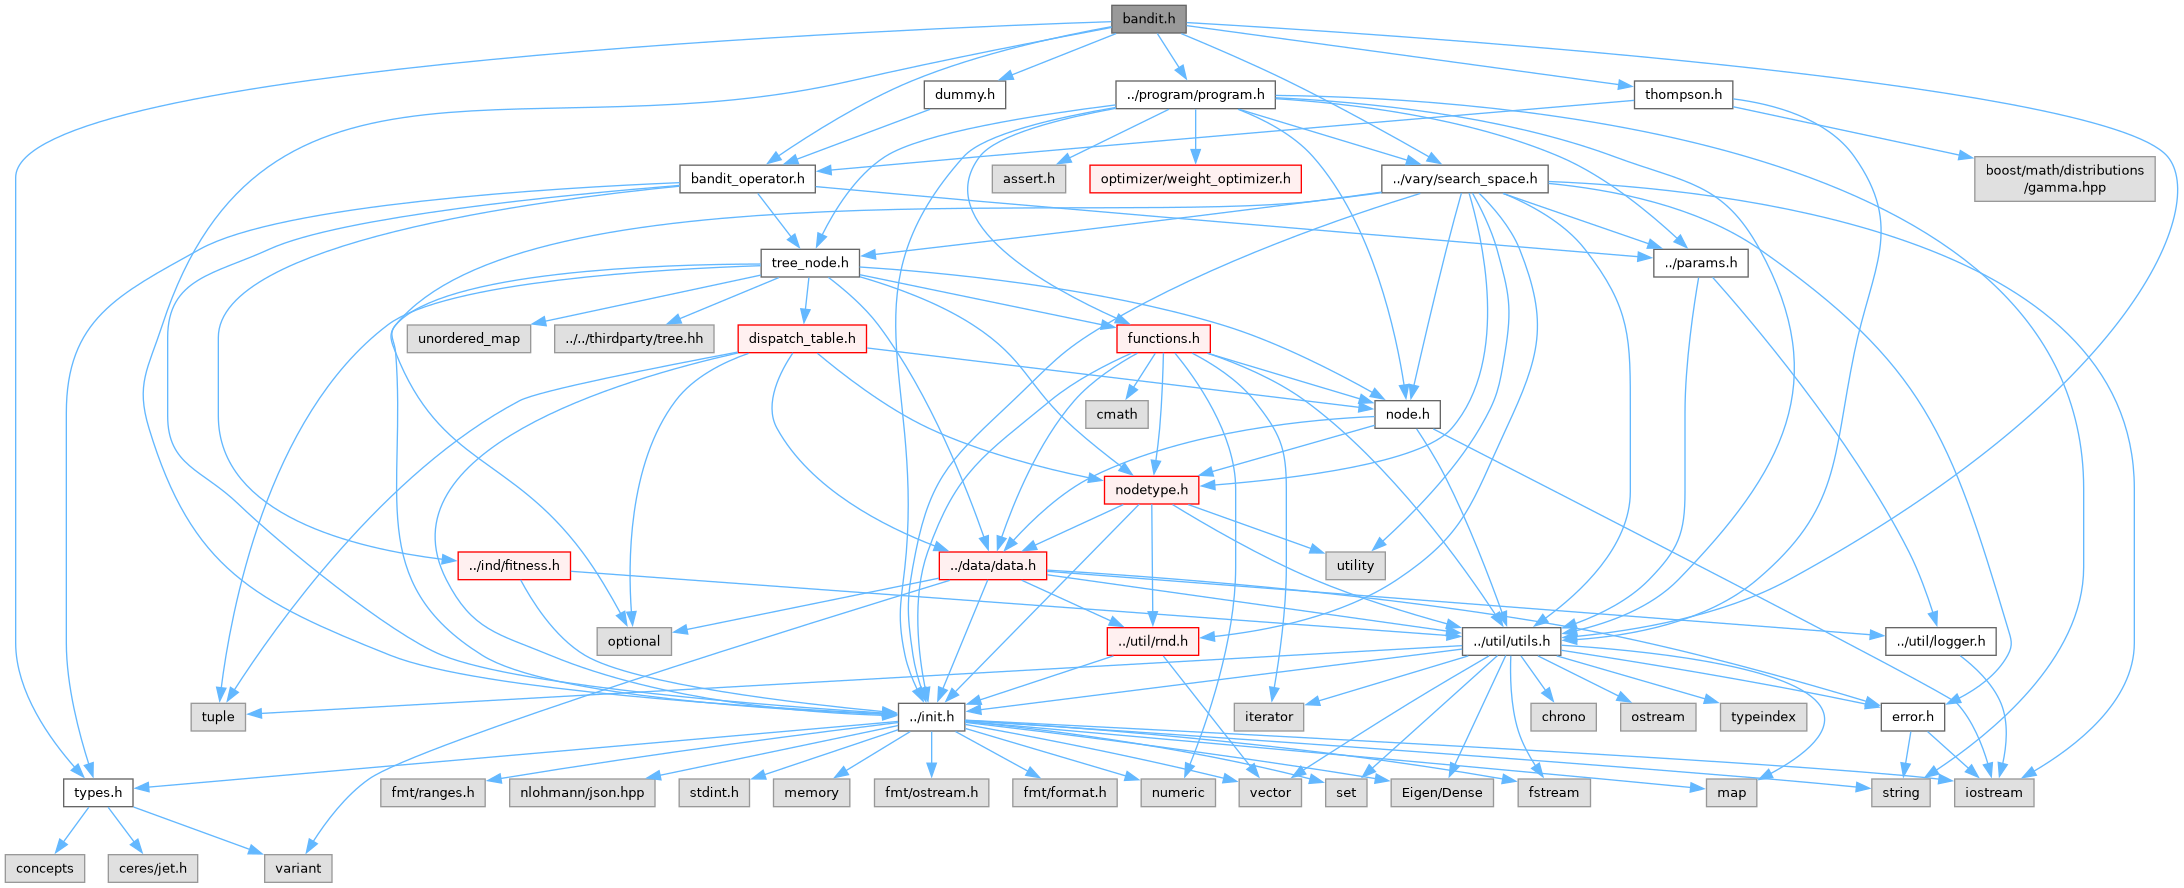 bandit.h
dummy.h
../program/program.h
thompson.h
bandit_operator.h
assert.h
optimizer/weight_optimizer.h
../vary/search_space.h
boost/math/distributions
/gamma.hpp
tree_node.h
../params.h
unordered_map
../../thirdparty/tree.hh
dispatch_table.h
functions.h
cmath
node.h
nodetype.h
../ind/fitness.h
../data/data.h
utility
optional
../util/rnd.h
../util/utils.h
../util/logger.h
tuple
../init.h
iterator
chrono
ostream
typeindex
error.h
types.h
fmt/ranges.h
nlohmann/json.hpp
stdint.h
memory
fmt/ostream.h
fmt/format.h
numeric
vector
set
Eigen/Dense
fstream
map
string
iostream
concepts
ceres/jet.h
variant